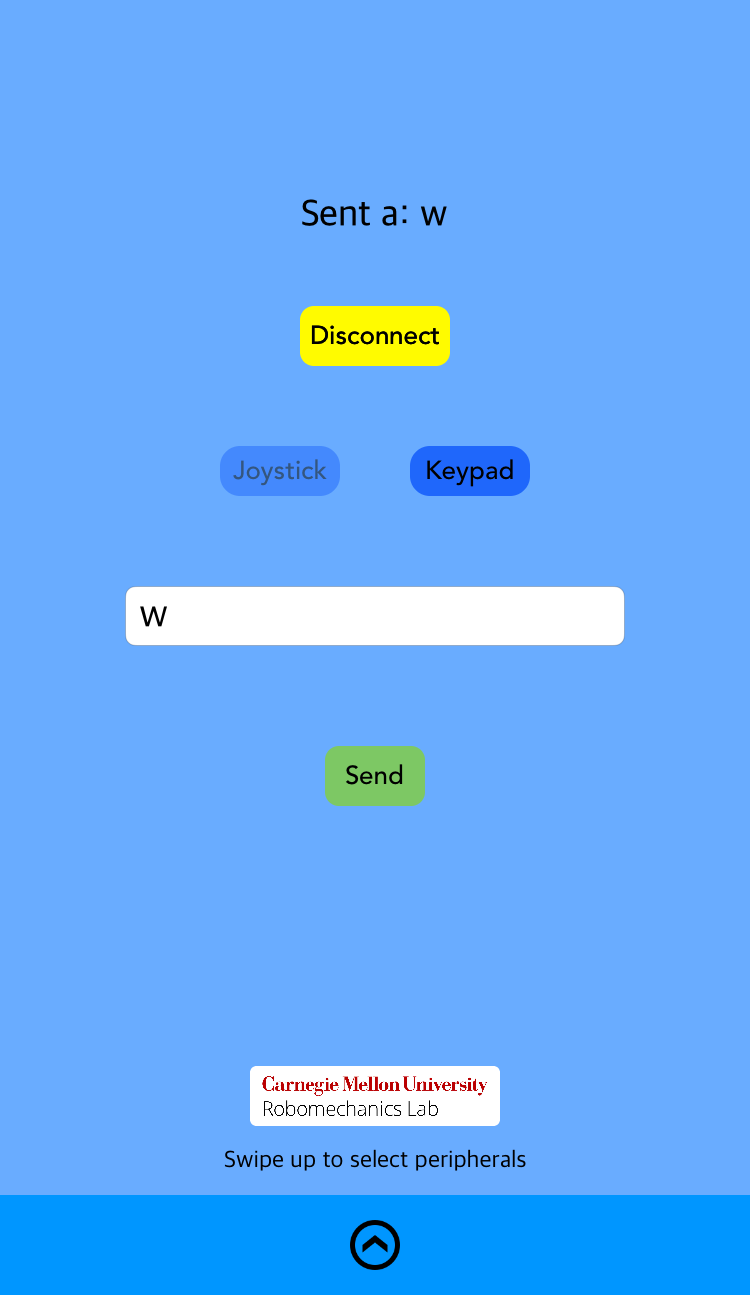 Sent a: w
Disconnect
Joystick Keypad
w
Send
Carnegie Mellon University
Robomechanics Lab
Swipe up to select peripherals